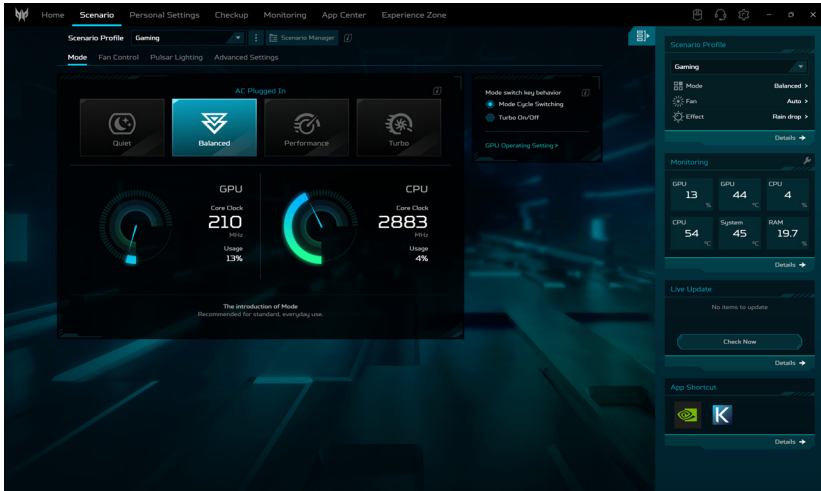 Home Scenario Personal Settings Checkup Monitoring App Center Experience Zone
Scenario Profile Gaming Scenario Manager
Mode Fan Control Pulsar Lighting Advanced Settings
AC Plugged In
Quiet Balanced Performance Turbo
GPU
Core Clock
210
MHz
Usage
13%
CPU
Core Clock
2883
MHz
Usage
4%
The introduction of Mode
Recommended for standard, everyday use.
Mode switch key behavior
Mode Cycle Switching
Turbo On/Off
GPU Operating Setting >
Scenario Profile
Gaming
Mode Balanced >
Fan Auto >
Effect Rain drop >
Details →
Monitoring
GPU 13 %
GPU 44 °C
CPU 4 %
CPU 54 °C
System 45 °C
RAM 19.7 %
Details →
Live Update
No items to update
Check Now
Details →
App Shortcut
K
Details →